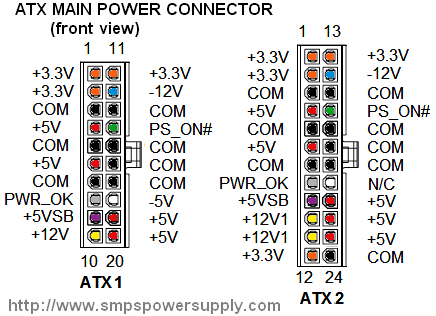 ATX MAIN POWER CONNECTOR
(front view)
1 11
+3.3V +3.3V
+3.3V -12V
COM COM
+5V PS_ON#
COM COM
+5V COM
COM COM
PWR_OK -5V
+5VSB +5V
+12V +5V
10 20
ATX1
1 13
+3.3V +3.3V
+3.3V -12V
COM COM
+5V PS_ON#
COM COM
+5V COM
COM COM
PWR_OK N/C
+5VSB +5V
+12V1 +5V
+12V1 +5V
+3.3V COM
12 24
ATX2
http://www.smpspowersupply.com